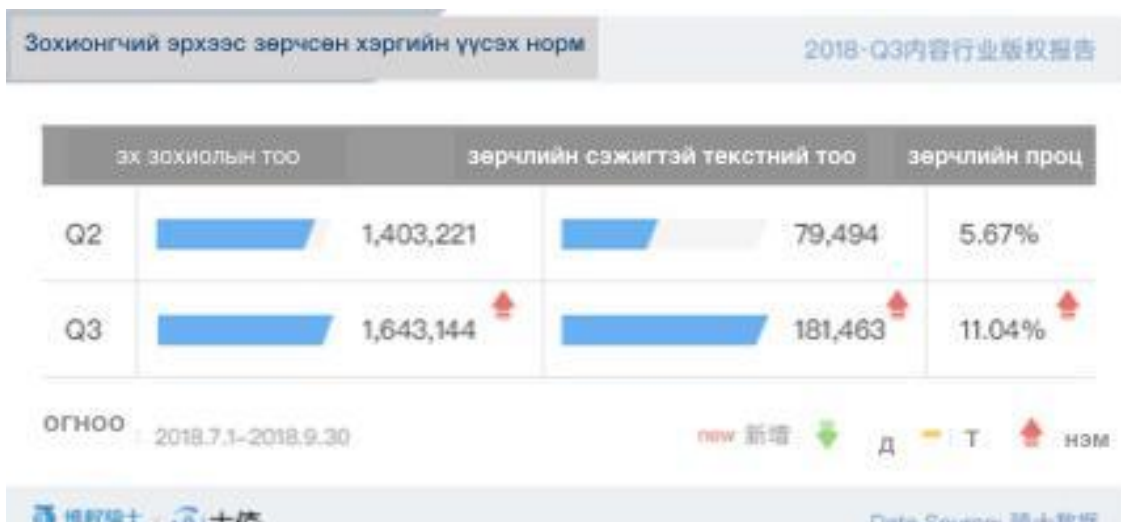 Зохионгчий эрхээс зөрчсөн хэргийн үүсэх норм
2018-Q3内容行业版权报告
эх зохиолын тоо зөрчлийн сэжигтэй текстний тоо зөрчлийн проц
Q2 1,403,221 79,494 5.67%
Q3 1,643,144 181,463 11.04%
огноо 2018.7.1-2018.9.30 new 新增 д т нэм
Data Source: